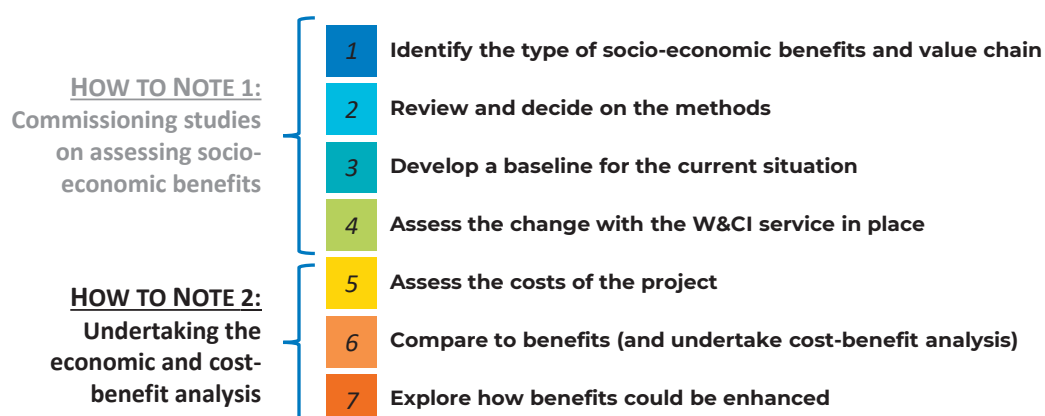 HOW TO NOTE 1:
Commissioning studies
on assessing socio-
economic benefits
1 Identify the type of socio-economic benefits and value chain
2 Review and decide on the methods
3 Develop a baseline for the current situation
4 Assess the change with the W&CI service in place
HOW TO NOTE 2:
Undertaking the
economic and cost-
benefit analysis
5 Assess the costs of the project
6 Compare to benefits (and undertake cost-benefit analysis)
7 Explore how benefits could be enhanced